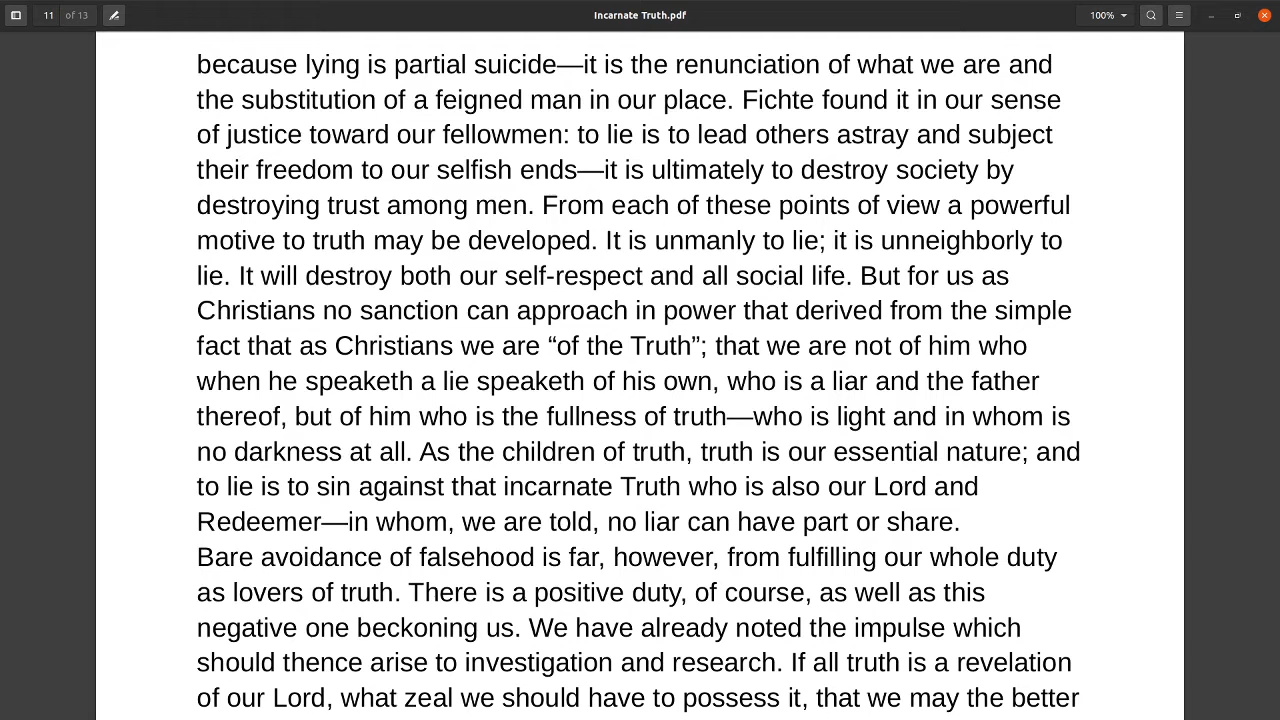 11 of 13
Incarnate Truth.pdf
100%
because lying is partial suicide—it is the renunciation of what we are and
the substitution of a feigned man in our place. Fichte found it in our sense
of justice toward our fellowmen: to lie is to lead others astray and subject
their freedom to our selfish ends—it is ultimately to destroy society by
destroying trust among men. From each of these points of view a powerful
motive to truth may be developed. It is unmanly to lie; it is unneighborly to
lie. It will destroy both our self-respect and all social life. But for us as
Christians no sanction can approach in power that derived from the simple
fact that as Christians we are “of the Truth”; that we are not of him who
when he speaketh a lie speaketh of his own, who is a liar and the father
thereof, but of him who is the fullness of truth—who is light and in whom is
no darkness at all. As the children of truth, truth is our essential nature; and
to lie is to sin against that incarnate Truth who is also our Lord and
Redeemer—in whom, we are told, no liar can have part or share.
Bare avoidance of falsehood is far, however, from fulfilling our whole duty
as lovers of truth. There is a positive duty, of course, as well as this
negative one beckoning us. We have already noted the impulse which
should thence arise to investigation and research. If all truth is a revelation
of our Lord, what zeal we should have to possess it, that we may the better